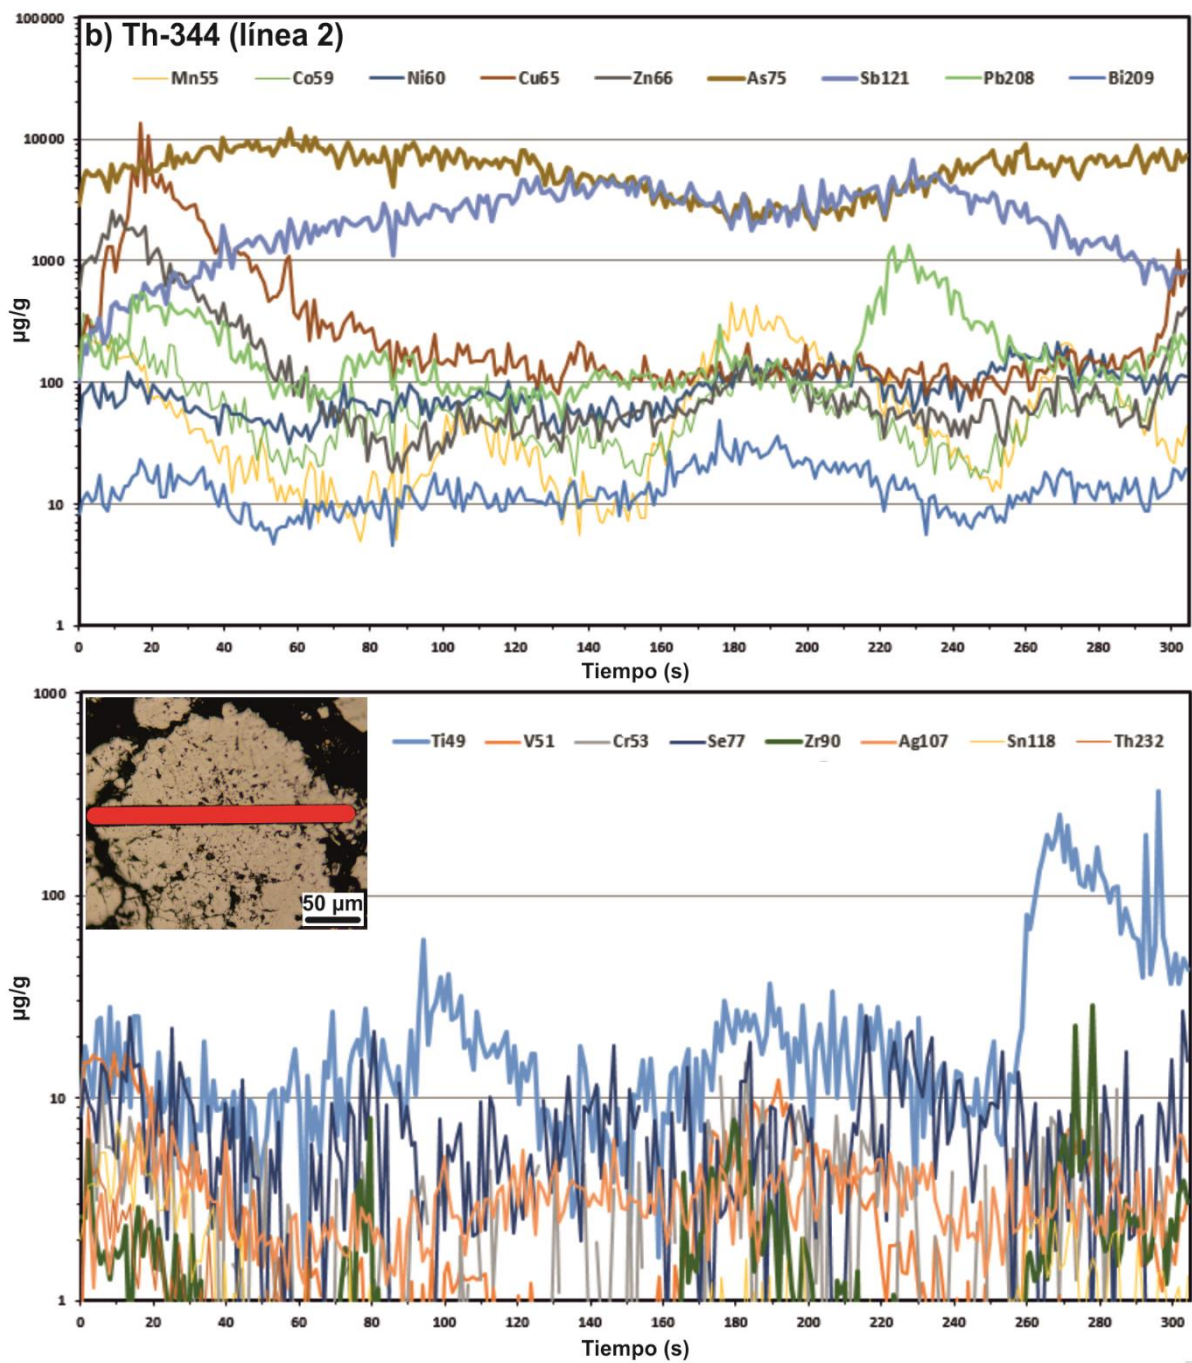 b) Th-344 (línea 2)
Mn55 Co59 Ni60 Cu65 Zn66 As75 Sb121 Pb208 Bi209
100000
10000
1000
100
10
1
µg/g
0 20 40 60 80 100 120 140 160 180 200 220 240 260 280 300
Tiempo (s)
Ti49 V51 Cr53 Se77 Zr90 Ag107 Sn118 Th232
50 µm
1000
100
10
1
µg/g
0 20 40 60 80 100 120 140 160 180 200 220 240 260 280 300
Tiempo (s)